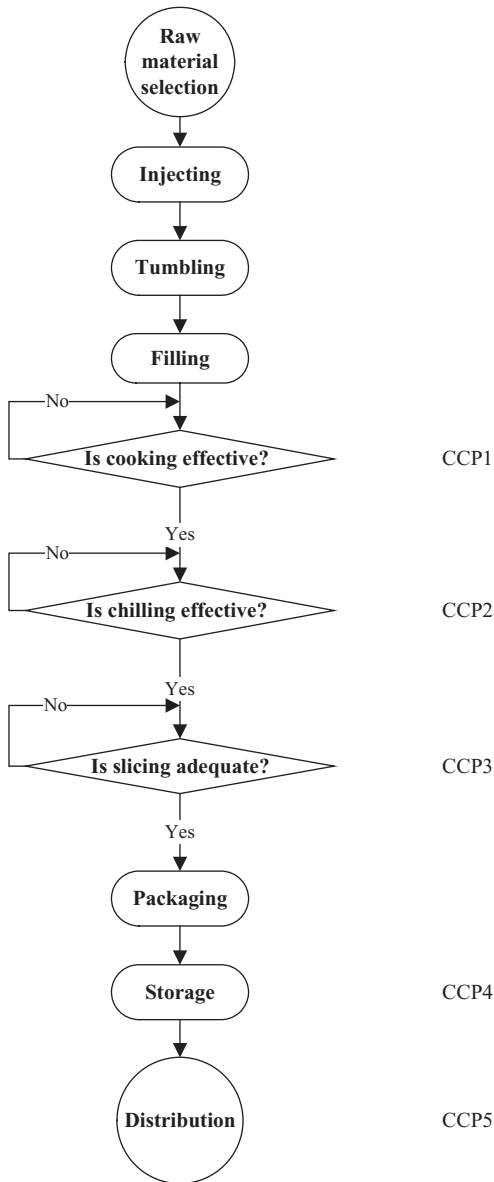 Raw
material
selection
Injecting
Tumbling
Filling
No
Is cooking effective?
CCP1
Yes
No
Is chilling effective?
CCP2
Yes
No
Is slicing adequate?
CCP3
Yes
Packaging
Storage
CCP4
Distribution
CCP5